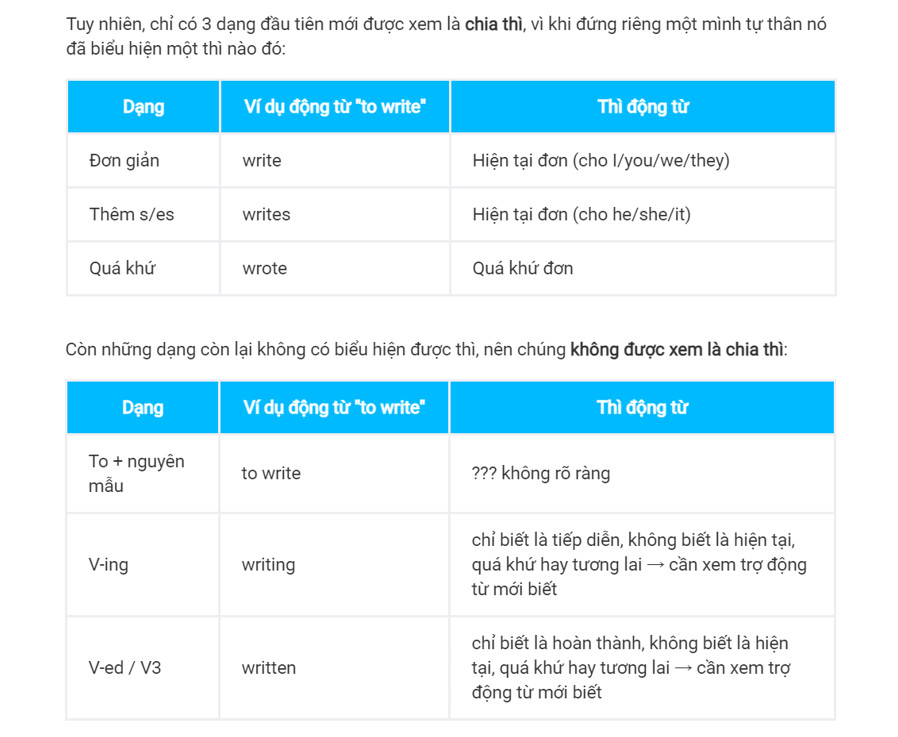 Tuy nhiên, chỉ có 3 dạng đầu tiên mới được xem là chia thì, vì khi đứng riêng một mình tự thân nó
đã biểu hiện một thì nào đó:
Dạng Ví dụ động từ "to write" Thì động từ
Đơn giản write Hiện tại đơn (cho I/you/we/they)
Thêm s/es writes Hiện tại đơn (cho he/she/it)
Quá khứ wrote Quá khứ đơn
Còn những dạng còn lại không có biểu hiện được thì, nên chúng không được xem là chia thì:
Dạng Ví dụ động từ "to write" Thì động từ
To + nguyên
mẫu
to write
??? không rõ ràng
V-ing
writing
chỉ biết là tiếp diễn, không biết là hiện tại,
quá khứ hay tương lai → cần xem trợ động
từ mới biết
V-ed / V3
written
chỉ biết là hoàn thành, không biết là hiện
tại, quá khứ hay tương lai → cần xem trợ
động từ mới biết